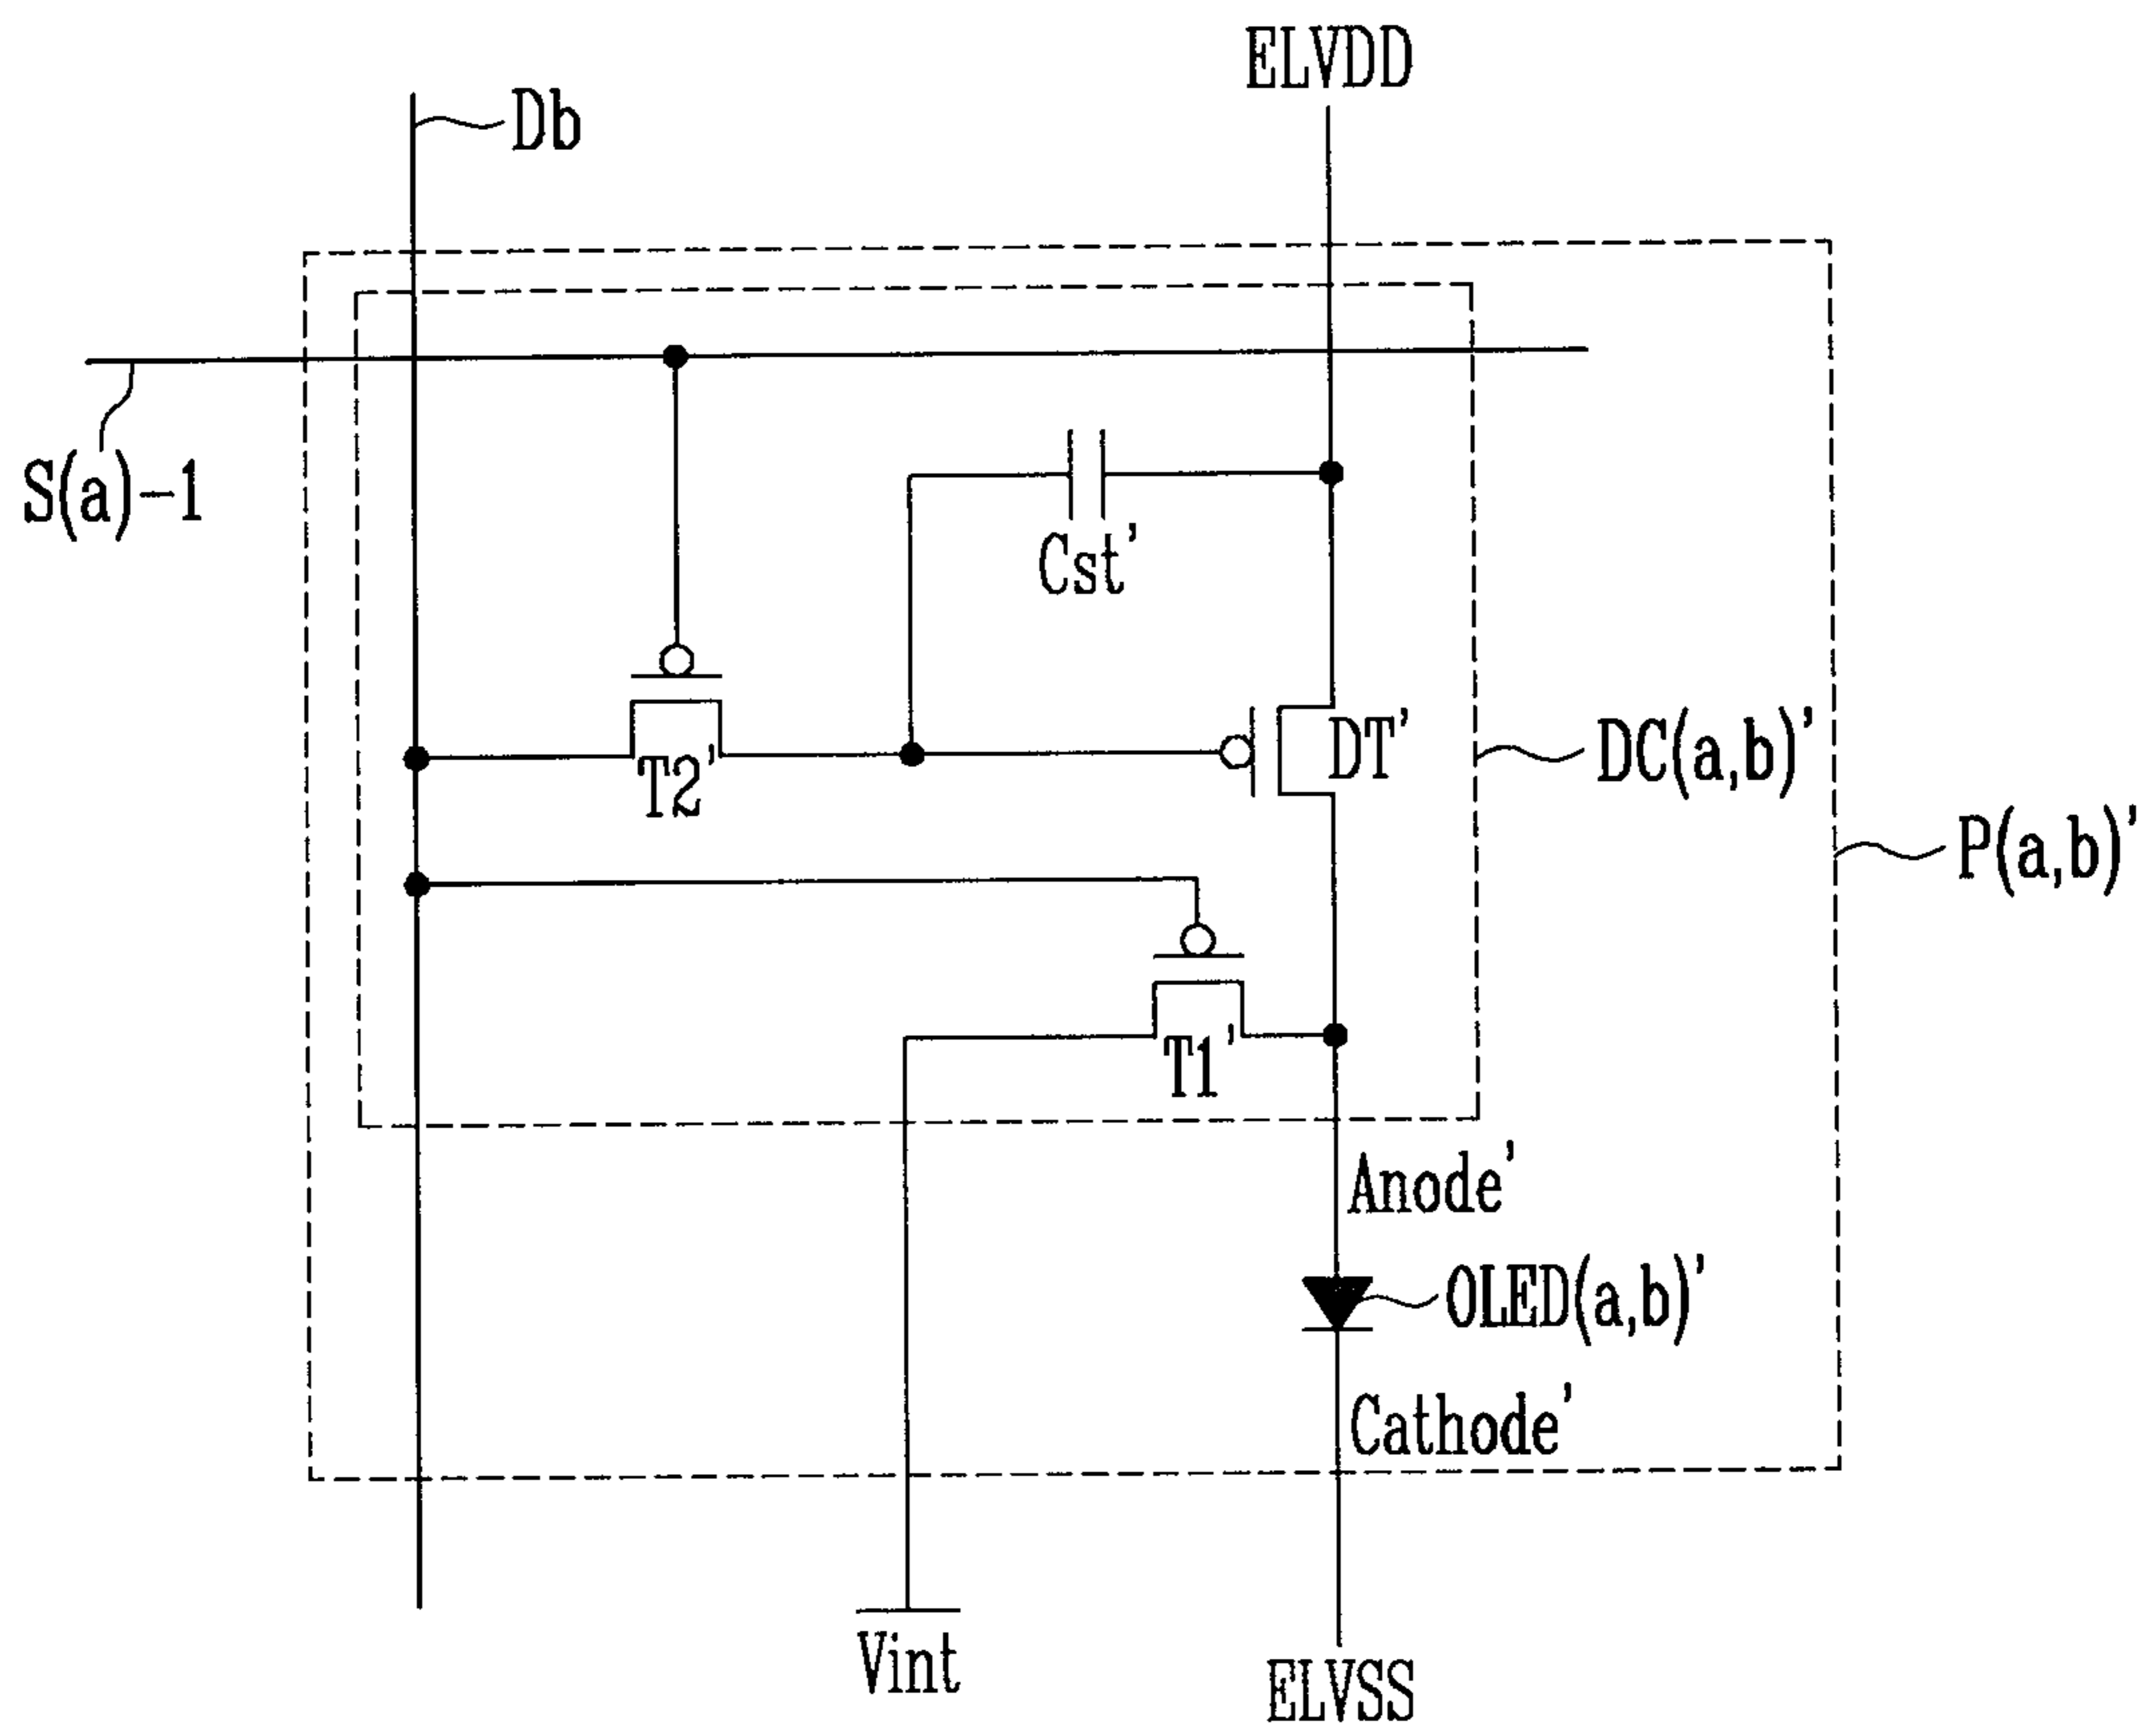 ELVDD
Db
S(a)-1
Cst'
T2'
DT'
DC(a,b)'
P(a,b)'
T1'
Anode'
OLED(a,b)'
Cathode'
Vint
ELVSS